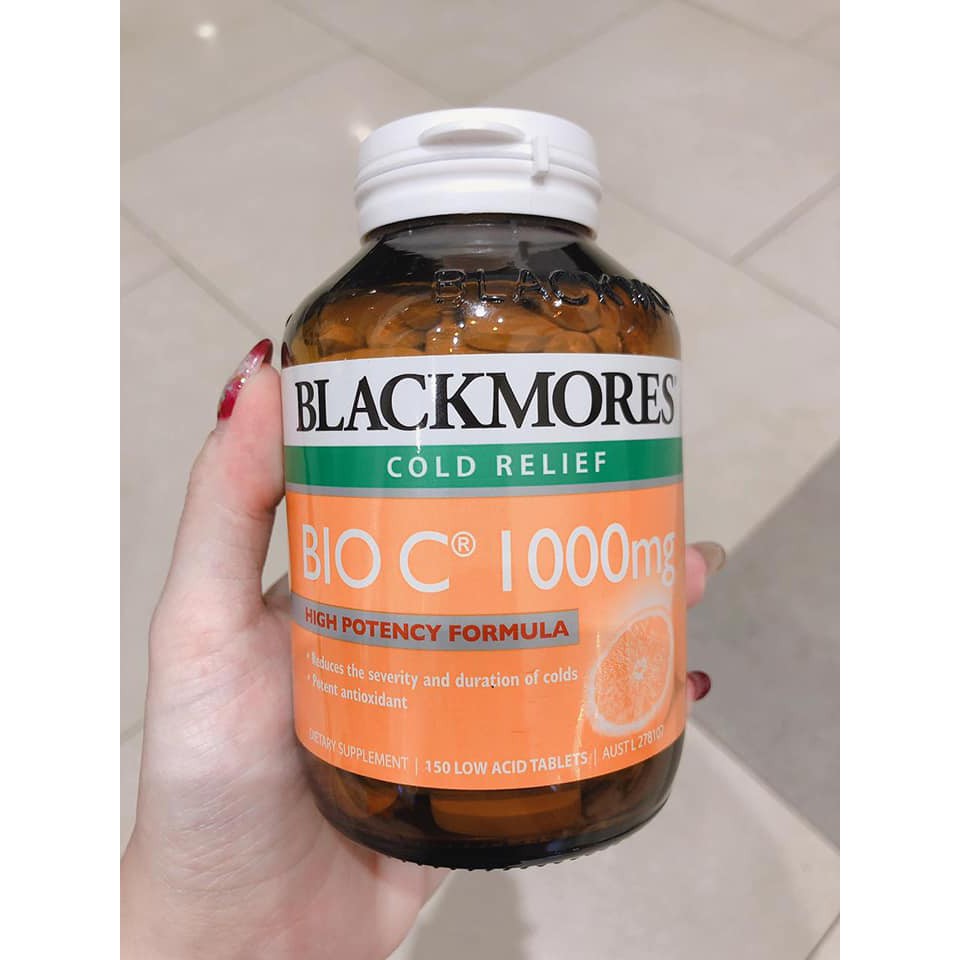 BLACKMO
BLACKMORES®
COLD RELIEF
BIO C® 1000mg
HIGH POTENCY FORMULA
• Reduces the severity and duration of colds
• Potent antioxidant
DIETARY SUPPLEMENT | 150 LOW ACID TABLETS | AUST L 278107